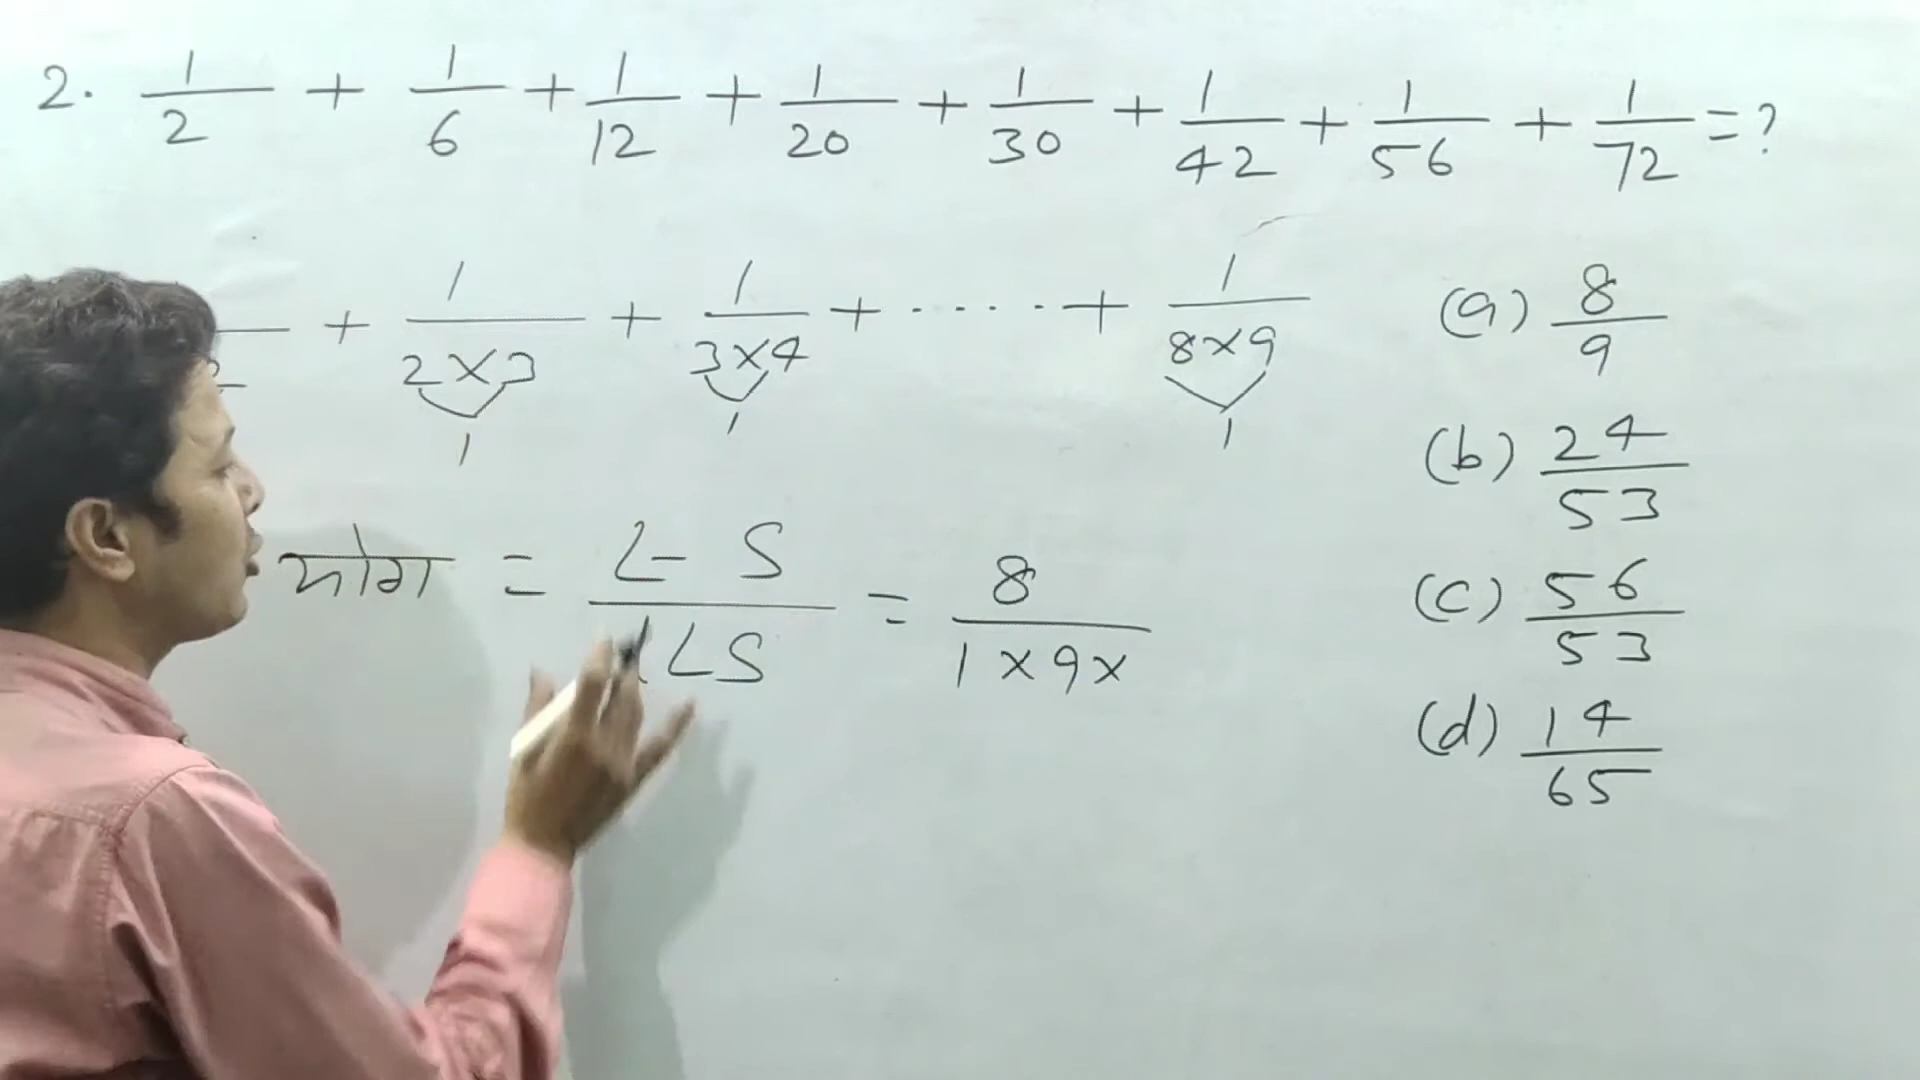 2. 1/2 + 1/6 + 1/12 + 1/20 + 1/30 + 1/42 + 1/56 + 1/72 = ?
+ 1/2×3 + 1/3×4 + ..... + 1/8×9
1 1 1
योग = L-S/1LS = 8/1×9×
(a) 8/9
(b) 24/53
(c) 56/53
(d) 14/65